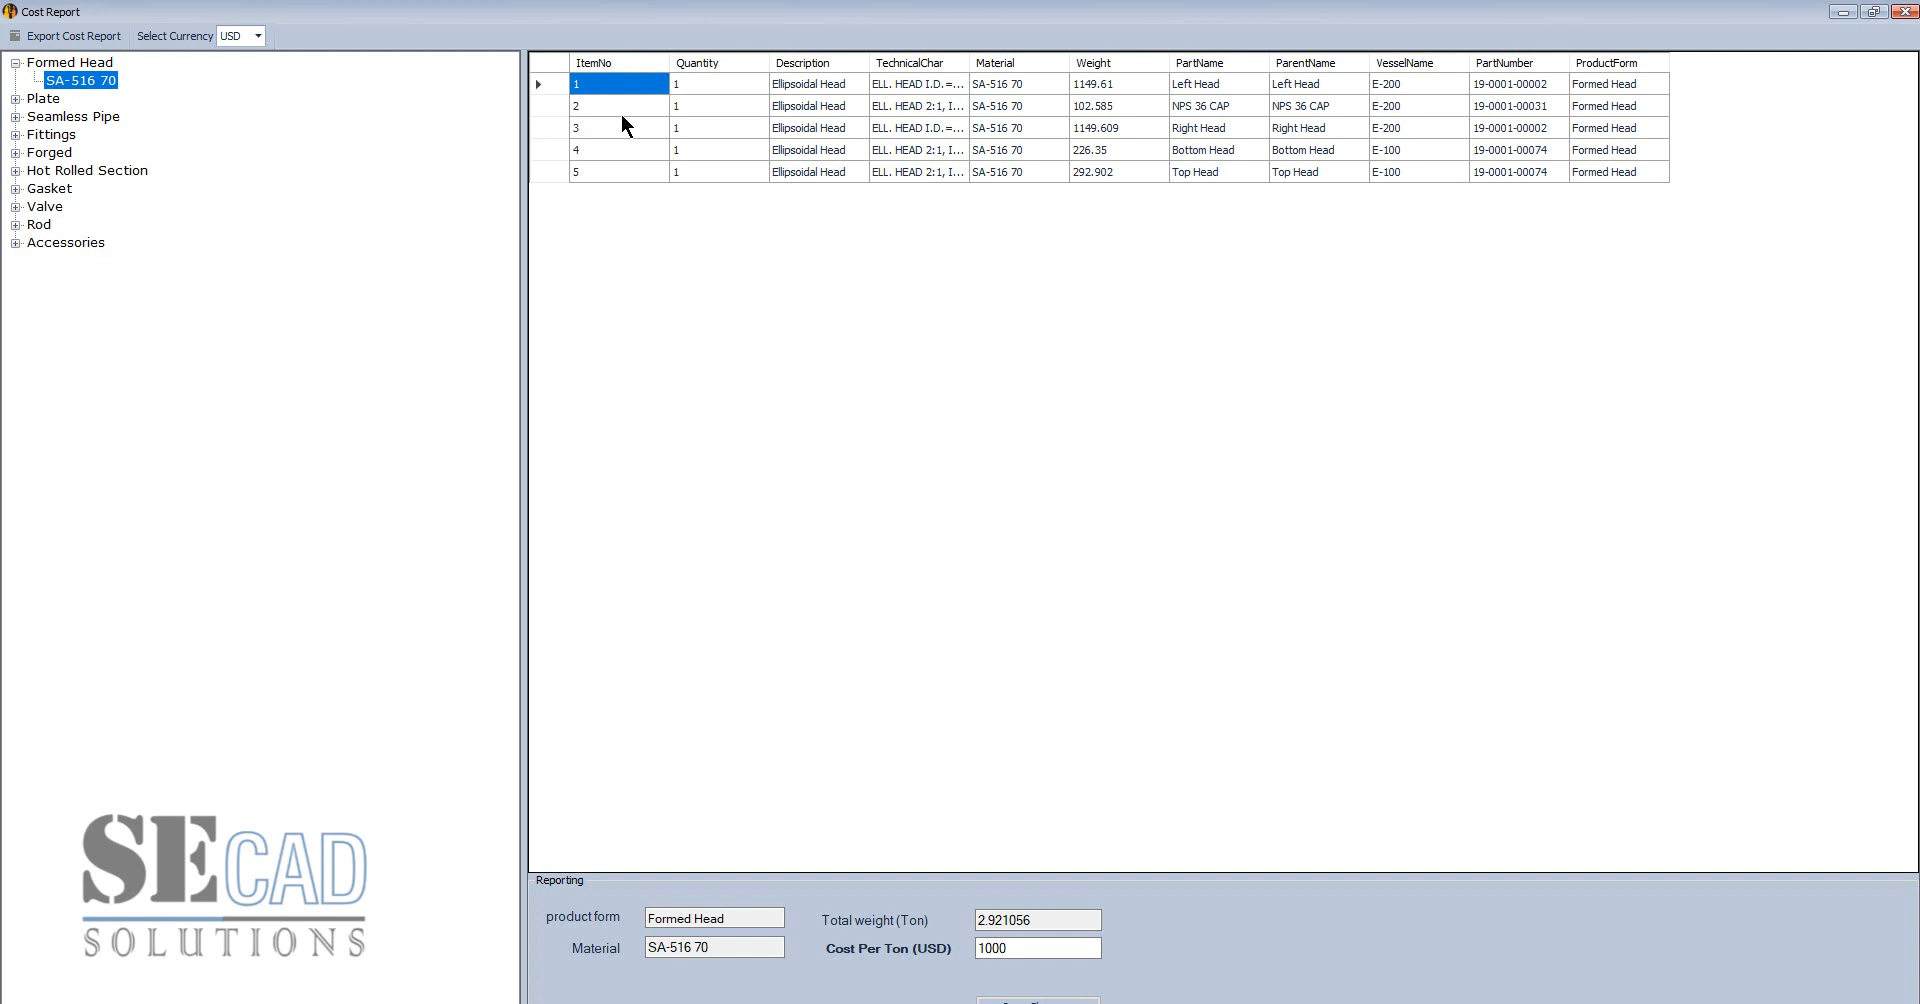 Cost Report
Export Cost Report Select Currency USD
Formed Head
SA-516 70
Plate
Seamless Pipe
Fittings
Forged
Hot Rolled Section
Gasket
Valve
Rod
Accessories
SECAD
SOLUTIONS
ItemNo Quantity Description TechnicalChar Material Weight PartName ParentName VesselName PartNumber ProductForm
1 1 Ellipsoidal Head ELL. HEAD I.D.=... SA-516 70 1149.61 Left Head Left Head E-200 19-0001-00002 Formed Head
2 1 Ellipsoidal Head ELL. HEAD 2:1, I... SA-516 70 102.585 NPS 36 CAP NPS 36 CAP E-200 19-0001-00031 Formed Head
3 1 Ellipsoidal Head ELL. HEAD I.D.=... SA-516 70 1149.609 Right Head Right Head E-200 19-0001-00002 Formed Head
4 1 Ellipsoidal Head ELL. HEAD 2:1, I... SA-516 70 226.35 Bottom Head Bottom Head E-100 19-0001-00074 Formed Head
5 1 Ellipsoidal Head ELL. HEAD 2:1, I... SA-516 70 292.902 Top Head Top Head E-100 19-0001-00074 Formed Head
Reporting
product form Formed Head Total weight (Ton) 2.921056
Material SA-516 70 Cost Per Ton (USD) 1000